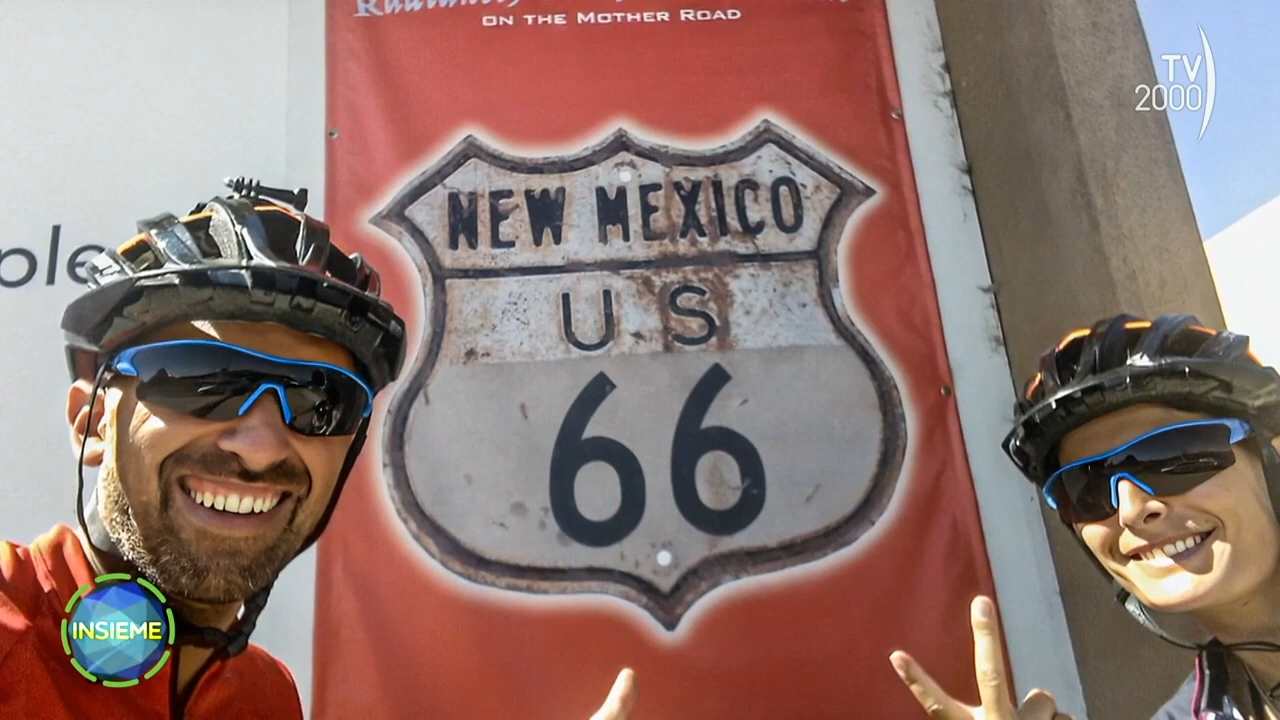 ON THE MOTHER ROAD
TV
2000
NEW MEXICO
US
66
INSIEME